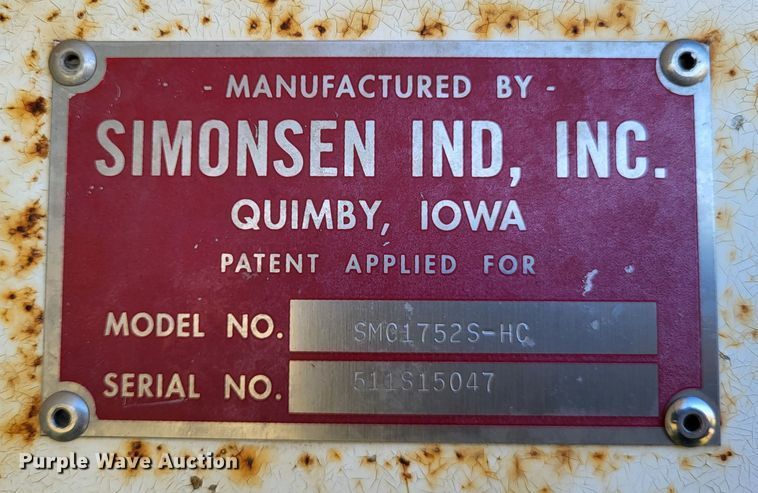 - MANUFACTURED BY -
SIMONSEN IND, INC.
QUIMBY, IOWA
PATENT APPLIED FOR
MODEL NO. SMC1752S-HC
SERIAL NO. 511S15047
Purple Wave Auction